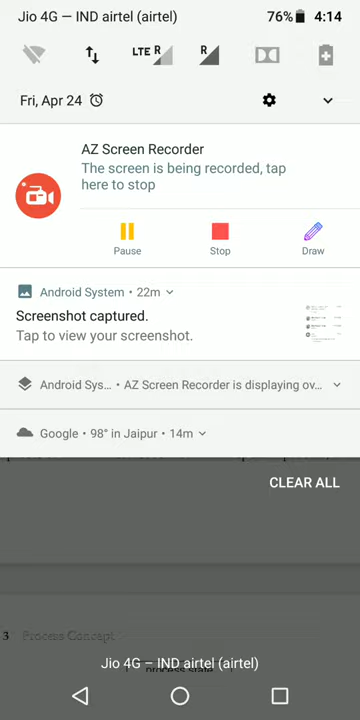 Jio 4G — IND airtel (airtel) 76% 4:14
LTE R R
Fri, Apr 24
AZ Screen Recorder
The screen is being recorded, tap
here to stop
Pause Stop Draw
Android System • 22m
Screenshot captured.
Tap to view your screenshot.
Android Sys... • AZ Screen Recorder is displaying ov...
Google • 98° in Jaipur • 14m
CLEAR ALL
3 Process Concept
Jio 4G — IND airtel (airtel)
process state